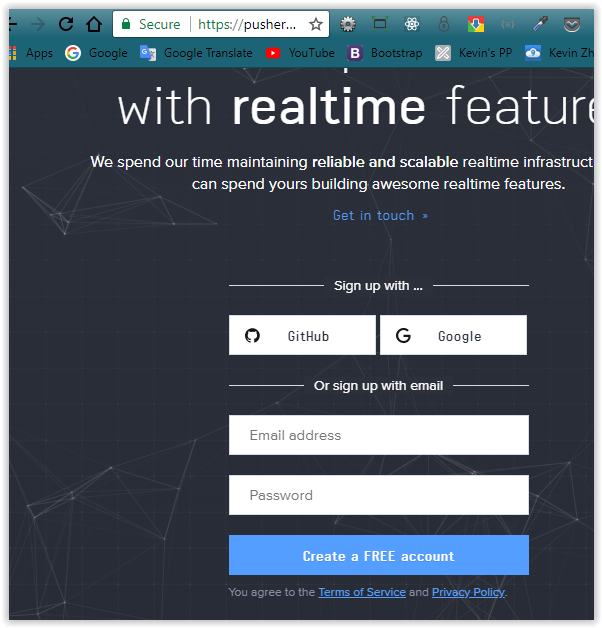 Secure https://pusher...
Apps Google Google Translate YouTube Bootstrap Kevin's PP Kevin Zh
with realtime feature
We spend our time maintaining reliable and scalable realtime infrastruct
can spend yours building awesome realtime features.
Get in touch »
Sign up with ...
GitHub Google
Or sign up with email
Email address
Password
Create a FREE account
You agree to the Terms of Service and Privacy Policy.